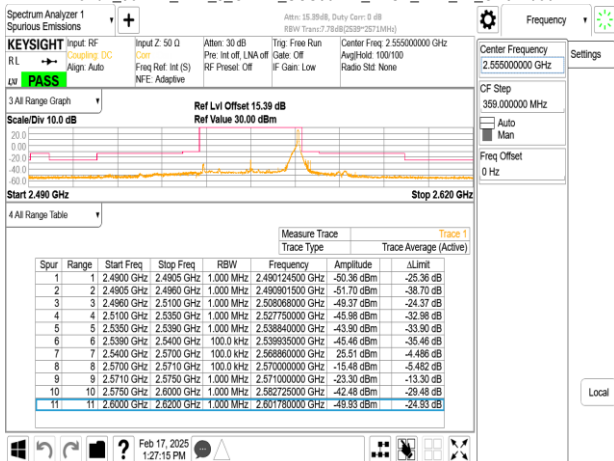 Spectrum Analyzer 1
Spurious Emissions
Attn: 15.39dB, Duty Corr: 0 dB
RBW Trans:7.78dB(2539~2571MHz)
Frequency
KEYSIGHT
Input: RF
Coupling: DC
Align: Auto
Input Z: 50 Ω
Corr
Freq Ref: Int (S)
NFE: Adaptive
Atten: 30 dB
Pre: Int off, LNA off
RF Preset: Off
Trig: Free Run
Gate: Off
IF Gain: Low
Center Freq: 2.555000000 GHz
Avg|Hold: 100/100
Radio Std: None
RL
LXI
PASS
Center Frequency
2.555000000 GHz
Settings
CF Step
359.000000 MHz
Auto
Man
Freq Offset
0 Hz
3 All Range Graph
Ref Lvl Offset 15.39 dB
Scale/Div 10.0 dB
Ref Value 30.00 dBm
20.0
0.00
-20.0
-40.0
-60.0
Start 2.490 GHz
Stop 2.620 GHz
4 All Range Table
Measure Trace Trace 1
Trace Type Trace Average (Active)
Spur Range Start Freq Stop Freq RBW Frequency Amplitude ΔLimit
1 1 2.4900 GHz 2.4905 GHz 1.000 MHz 2.490124500 GHz -50.36 dBm -25.36 dB
2 2 2.4905 GHz 2.4960 GHz 1.000 MHz 2.490901500 GHz -51.70 dBm -38.70 dB
3 3 2.4960 GHz 2.5100 GHz 1.000 MHz 2.508068000 GHz -49.37 dBm -24.37 dB
4 4 2.5100 GHz 2.5350 GHz 1.000 MHz 2.527750000 GHz -45.98 dBm -32.98 dB
5 5 2.5350 GHz 2.5390 GHz 1.000 MHz 2.538840000 GHz -43.90 dBm -33.90 dB
6 6 2.5390 GHz 2.5400 GHz 100.0 kHz 2.539935000 GHz -45.46 dBm -35.46 dB
7 7 2.5400 GHz 2.5700 GHz 100.0 kHz 2.568860000 GHz 25.51 dBm -4.486 dB
8 8 2.5700 GHz 2.5710 GHz 100.0 kHz 2.570000000 GHz -15.48 dBm -5.482 dB
9 9 2.5710 GHz 2.5750 GHz 1.000 MHz 2.571000000 GHz -23.30 dBm -13.30 dB
10 10 2.5750 GHz 2.6000 GHz 1.000 MHz 2.582725000 GHz -42.48 dBm -29.48 dB
11 11 2.6000 GHz 2.6200 GHz 1.000 MHz 2.601780000 GHz -49.93 dBm -24.93 dB
Local
Feb 17, 2025
1:27:15 PM